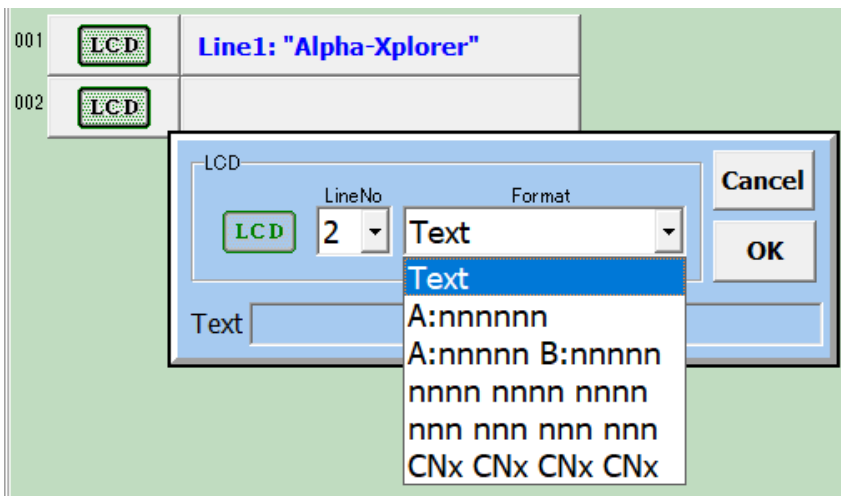 001 LCD Line1: "Alpha-Xplorer"
002 LCD
LCD
LineNo Format
LCD 2 Text
Cancel
OK
Text
A:nnnnnn
A:nnnnn B:nnnnn
nnnn nnnn nnnn
nnn nnn nnn nnn
CNx CNx CNx CNx
Text